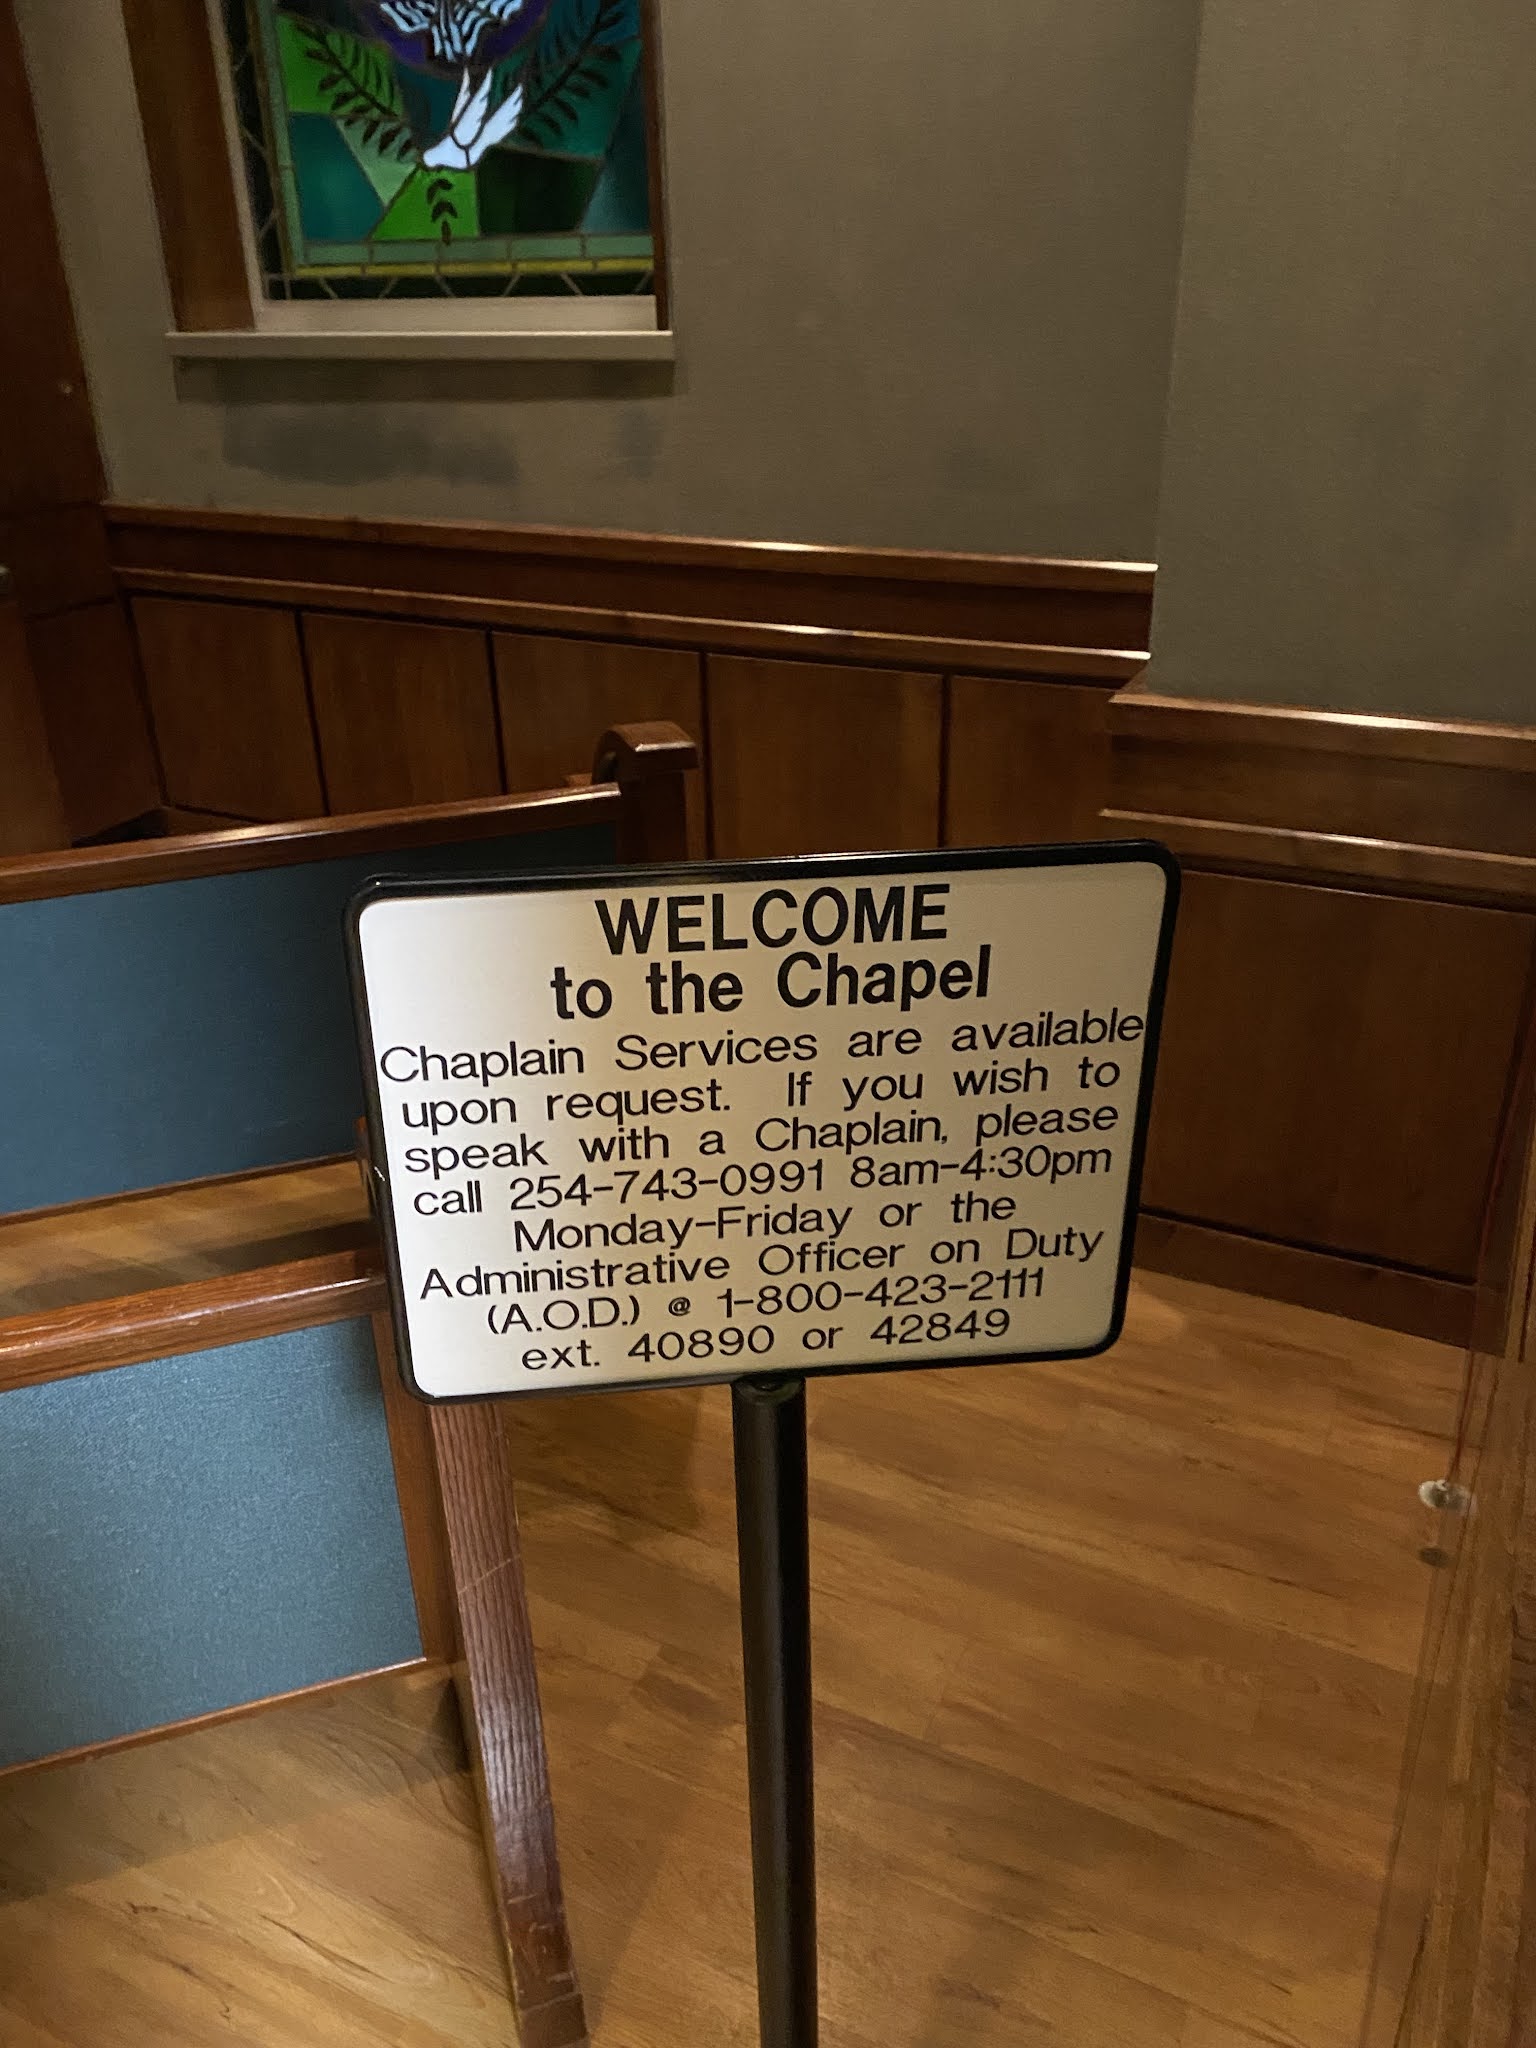 WELCOME
to the Chapel
Chaplain Services are available
upon request. If you wish to
speak with a Chaplain, please
call 254-743-0991 8am-4:30pm
Monday-Friday or the
Administrative Officer on Duty
(A.O.D.) @ 1-800-423-2111
ext. 40890 or 42849